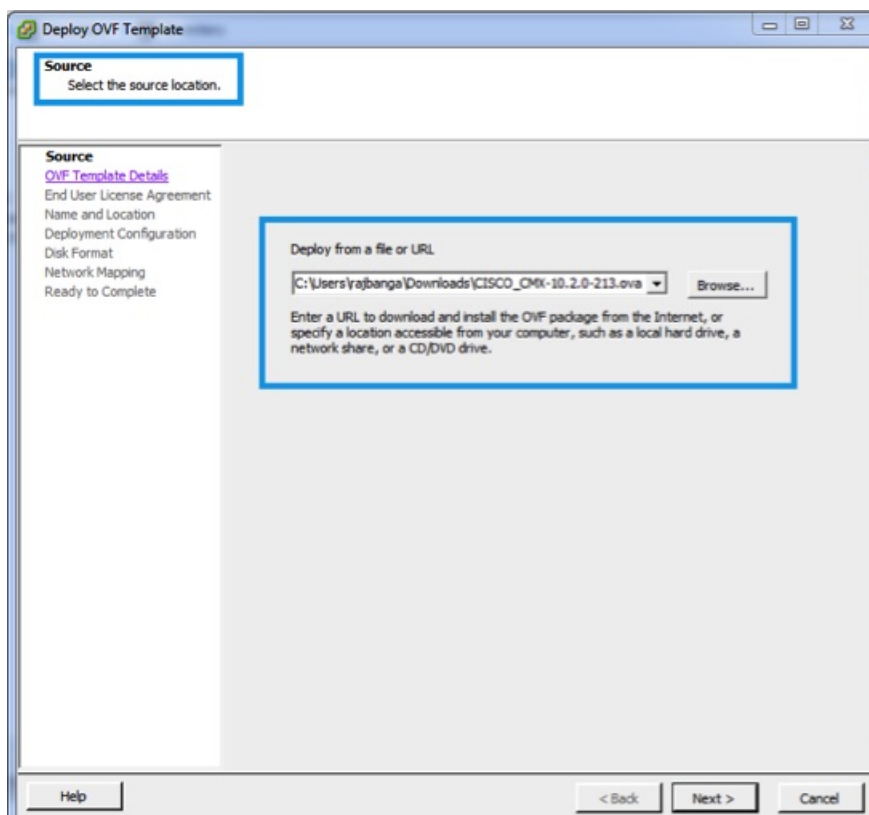 Deploy OVF Template
Source
Select the source location.
Source
OVF Template Details
End User License Agreement
Name and Location
Deployment Configuration
Disk Format
Network Mapping
Ready to Complete
Deploy from a file or URL
C:\Users\rajbanga\Downloads\CISCO_CMX-10.2.0-213.ova
Browse...
Enter a URL to download and install the OVF package from the Internet, or
specify a location accessible from your computer, such as a local hard drive, a
network share, or a CD/DVD drive.
Help
< Back
Next >
Cancel